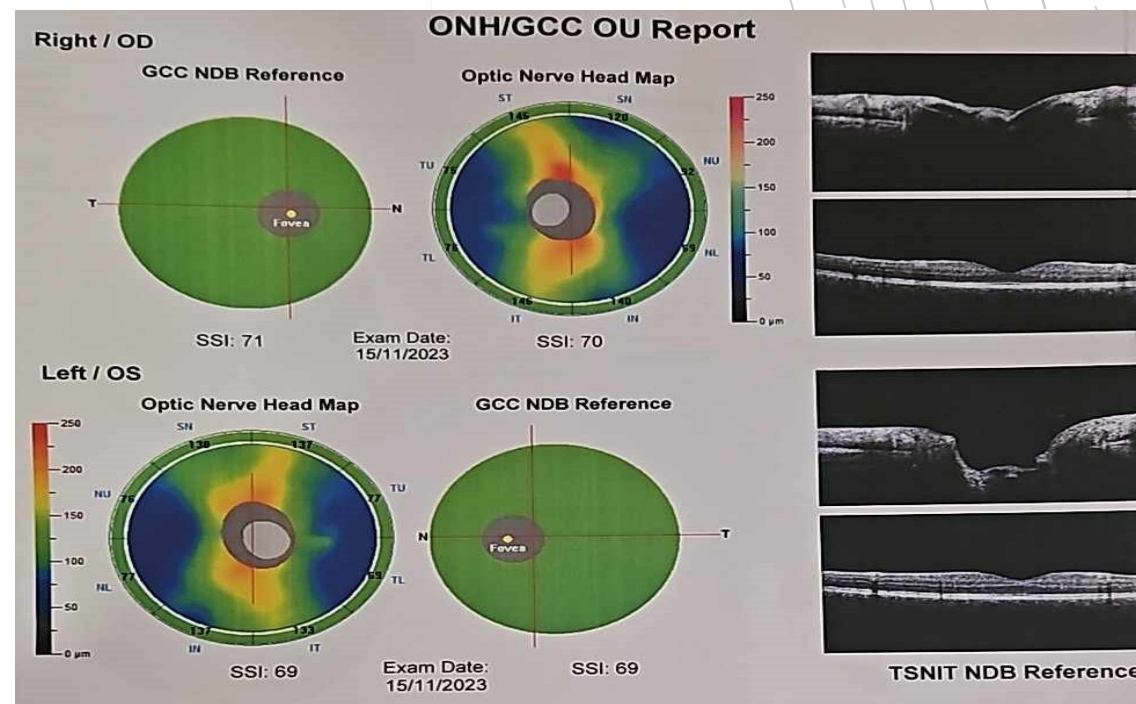 ONH/GCC OU Report
Right / OD
GCC NDB Reference
T
N
Fovea
SSI: 71
Exam Date:
15/11/2023
Optic Nerve Head Map
ST
SN
145
120
TU
75
NU
TL
76
69
NL
146
140
IT
IN
SSI: 70
250
200
150
100
50
0 µm
Left / OS
Optic Nerve Head Map
250
200
150
100
50
0 µm
SN
ST
130
137
NU
76
77
TU
NL
77
69
TL
137
133
IN
IT
SSI: 69
Exam Date:
15/11/2023
GCC NDB Reference
N
T
Fovea
SSI: 69
TSNIT NDB Reference